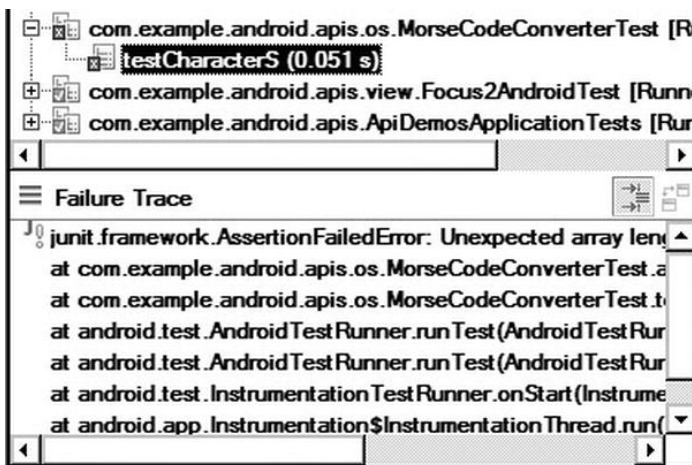 com.example.android.apis.os.MorseCodeConverterTest [R
testCharacterS (0.051 s)
com.example.android.apis.view.Focus2AndroidTest [Runn
com.example.android.apis.ApiDemosApplicationTests [Rur
Failure Trace
junit.framework.AssertionFailedError: Unexpected array leng
at com.example.android.apis.os.MorseCodeConverterTest.a
at com.example.android.apis.os.MorseCodeConverterTest.t
at android.test.AndroidTestRunner.runTest(AndroidTestRur
at android.test.AndroidTestRunner.runTest(AndroidTestRur
at android.test.InstrumentationTestRunner.onStart(Instrume
at android.app.Instrumentation$InstrumentationThread.run(